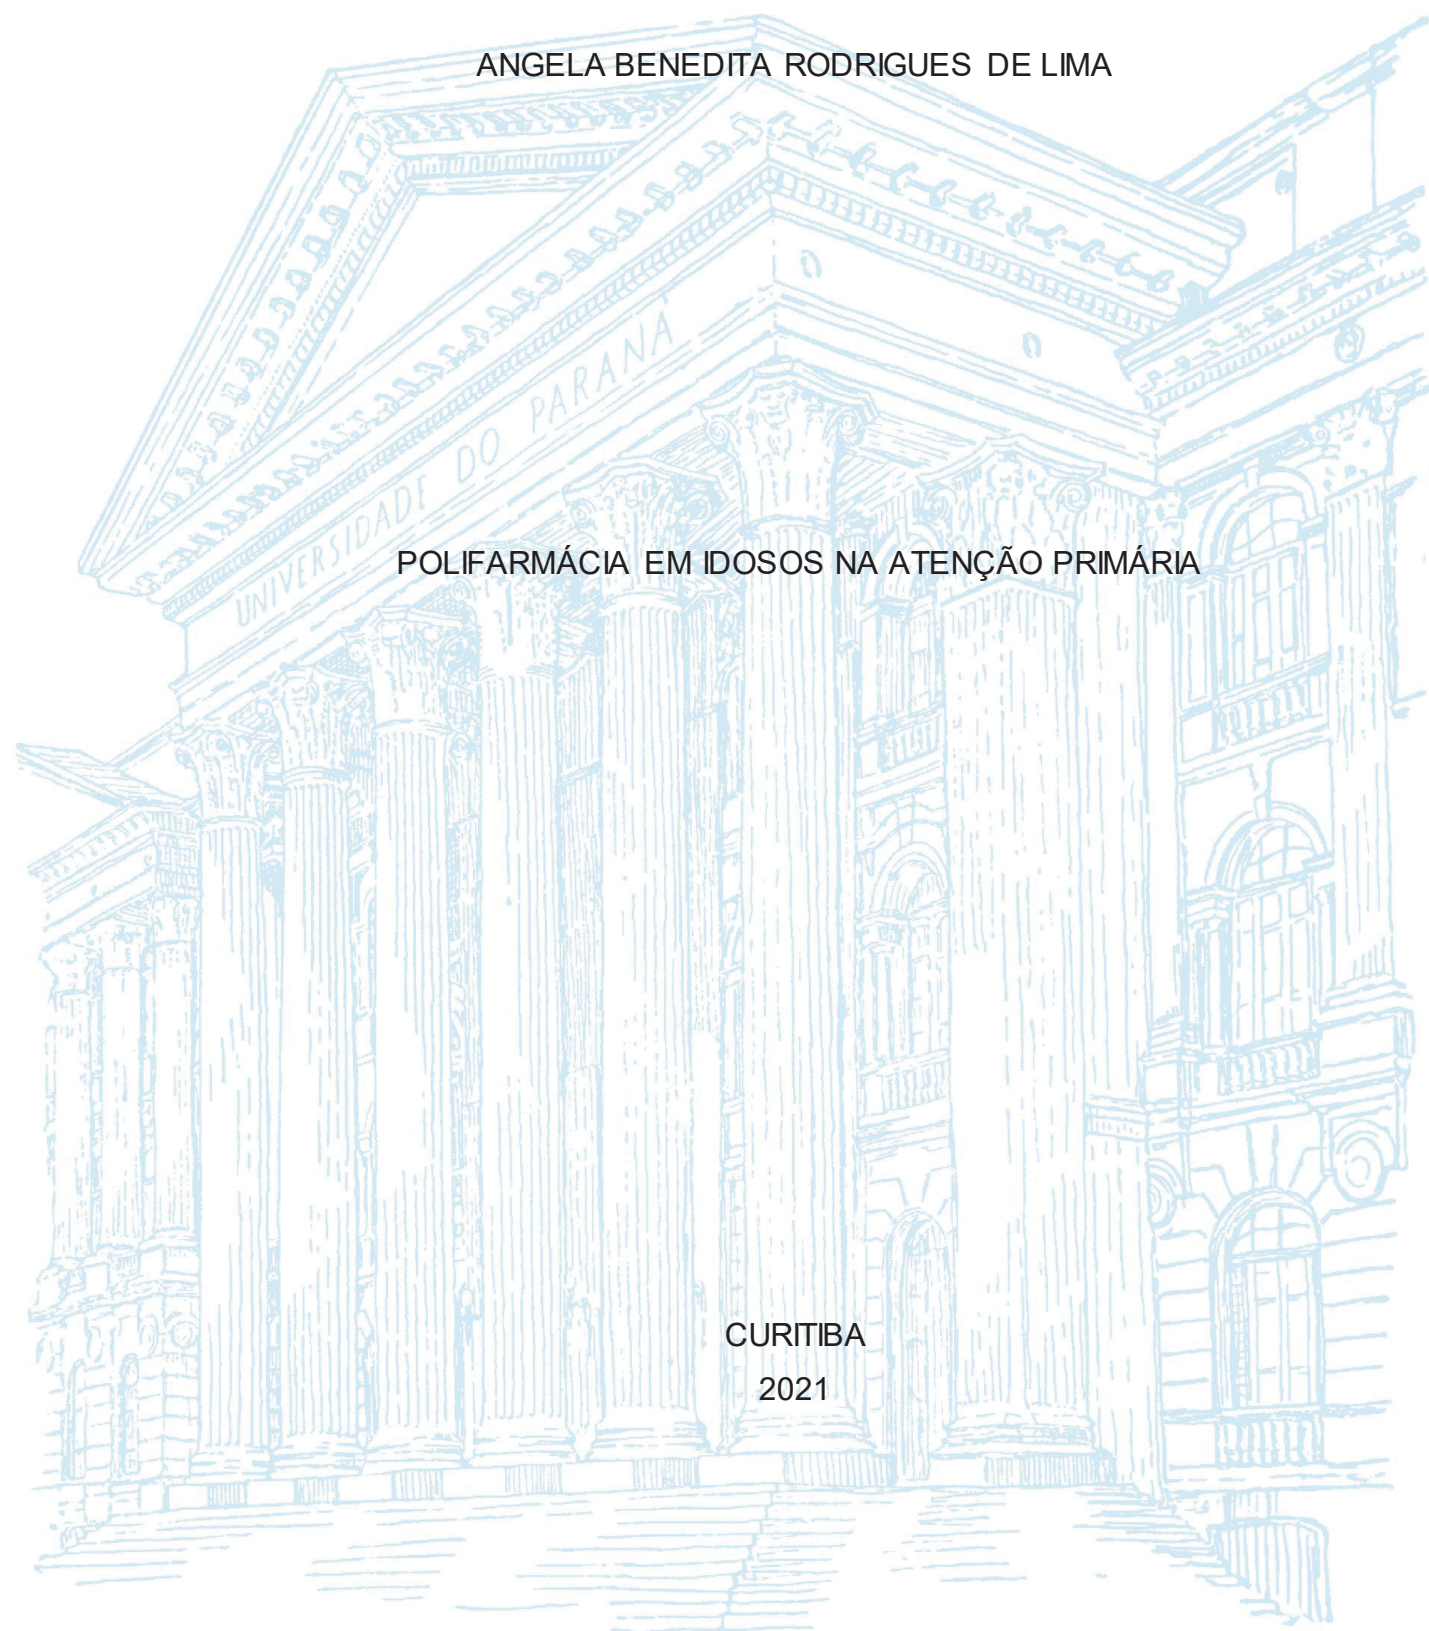 ANGELA BENEDITA RODRIGUES DE LIMA
UNIVERSIDADE DO PARANÁ
POLIFARMÁCIA EM IDOSOS NA ATENÇÃO PRIMÁRIA
CURITIBA
2021